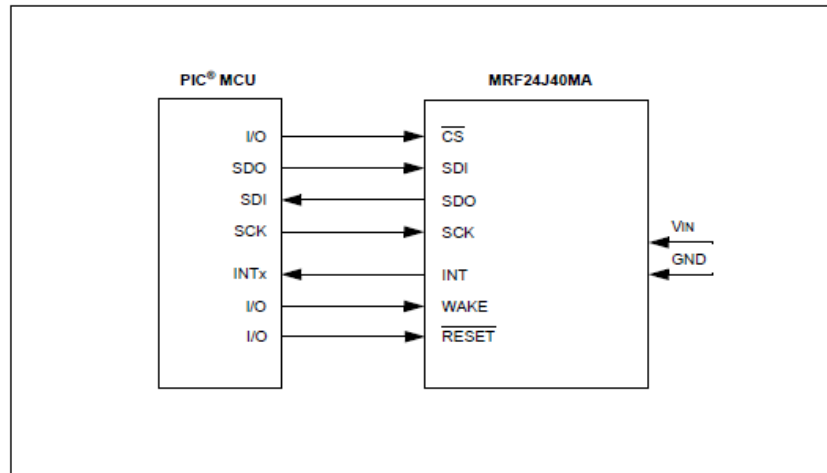 PIC® MCU
MRF24J40MA
I/O
CS
SDO
SDI
SDI
SDO
SCK
SCK
VIN
GND
INTx
INT
I/O
WAKE
I/O
RESET